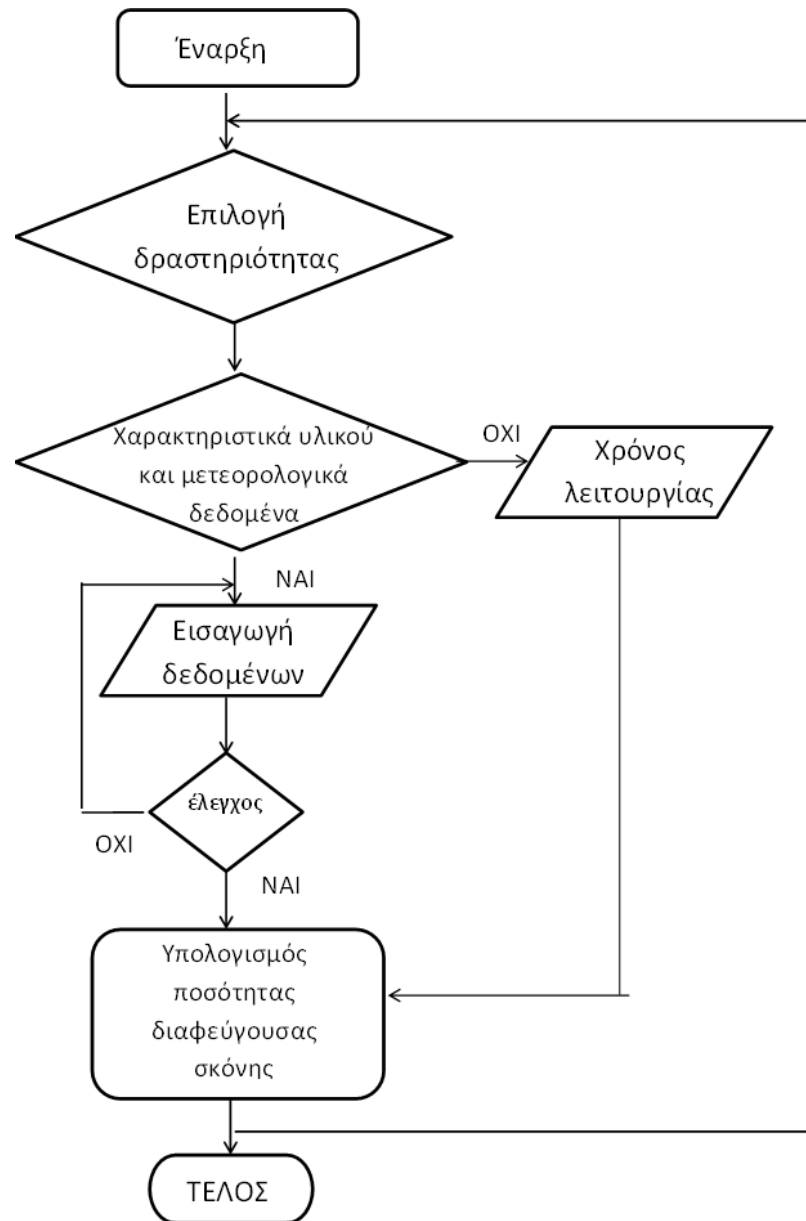 Έναρξη
Επιλογή
δραστηριότητας
Χαρακτηριστικά υλικού
και μετεορολογικά
δεδομένα
ΟΧΙ
Χρόνος
λειτουργίας
ΝΑΙ
Εισαγωγή
δεδομένων
έλεγχος
ΟΧΙ
ΝΑΙ
Υπολογισμός
ποσότητας
διαφεύγουσας
σκόνης
ΤΕΛΟΣ